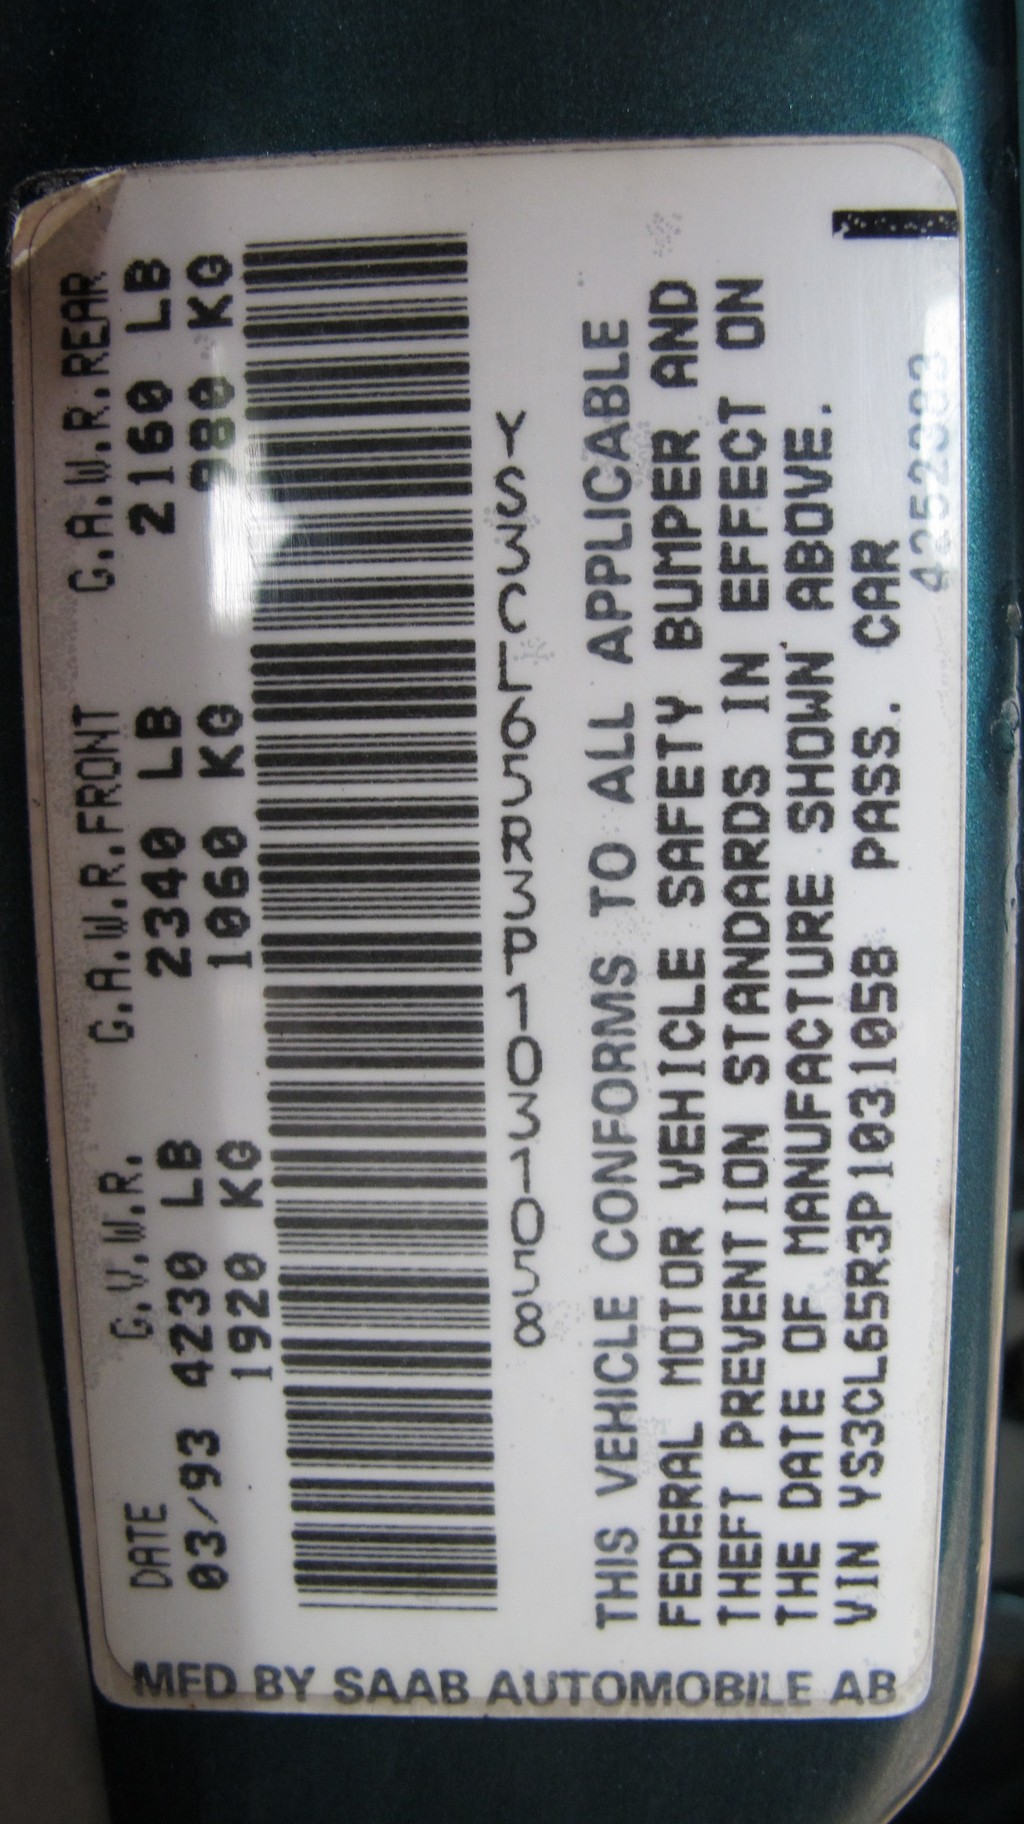 MFD BY SAAB AUTOMOBILE AB
DATE G.V.W.R. G.A.W.R.FRONT G.A.W.R.REAR
03/93 4230 LB 2340 LB 2160 LB
1920 KG 1060 KG 980 KG
YS3CL65R3P1031058
THIS VEHICLE CONFORMS TO ALL APPLICABLE
FEDERAL MOTOR VEHICLE SAFETY BUMPER AND
THEFT PREVENTION STANDARDS IN EFFECT ON
THE DATE OF MANUFACTURE SHOWN ABOVE.
VIN YS3CL65R3P1031058 PASS. CAR